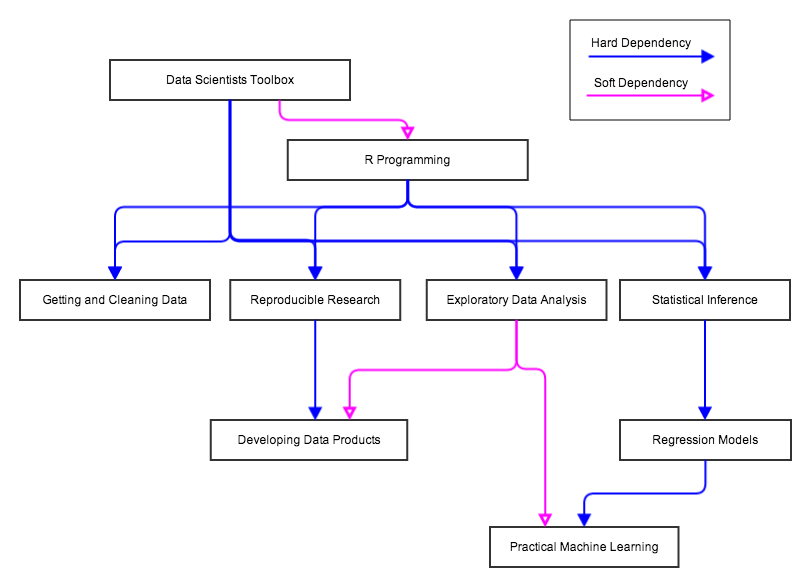 Hard Dependency
Soft Dependency
Data Scientists Toolbox
R Programming
Getting and Cleaning Data
Reproducible Research
Exploratory Data Analysis
Statistical Inference
Developing Data Products
Regression Models
Practical Machine Learning